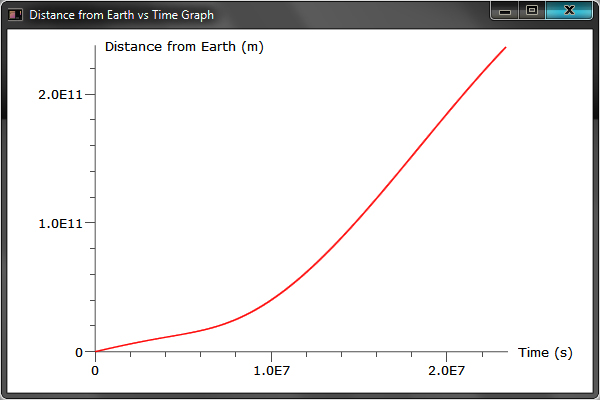 Distance from Earth vs Time Graph
Distance from Earth (m)
2.0E11
1.0E11
0
Time (s)
0 1.0E7 2.0E7